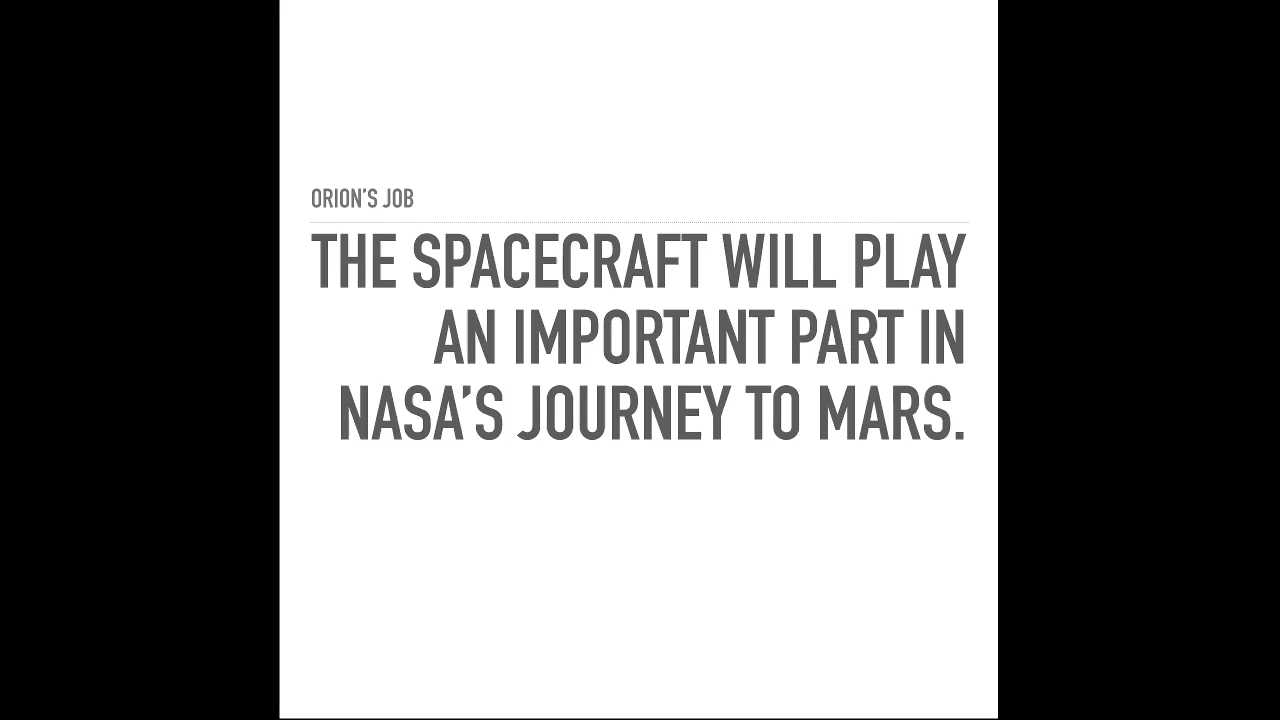 ORION’S JOB
THE SPACECRAFT WILL PLAY
AN IMPORTANT PART IN
NASA’S JOURNEY TO MARS.